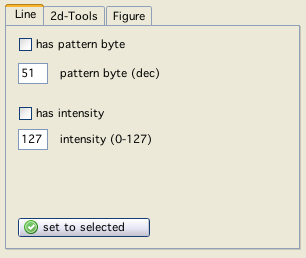 Line 2d-Tools Figure
has pattern byte
51 pattern byte (dec)
has intensity
127 intensity (0-127)
set to selected